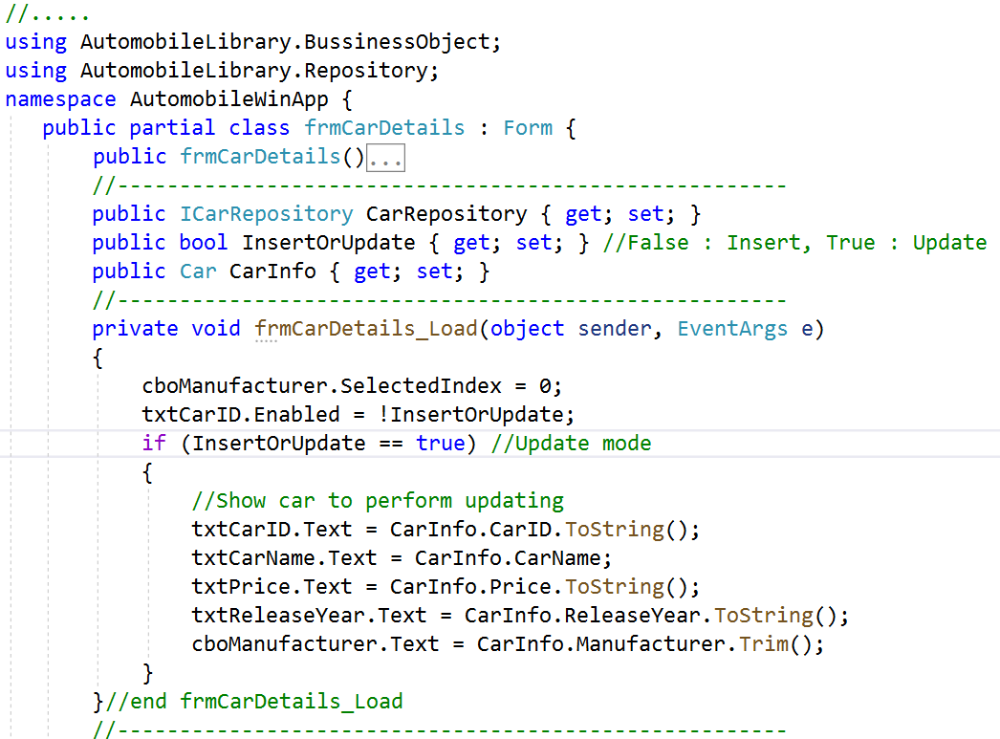 //.....
using AutomobileLibrary.BussinessObject;
using AutomobileLibrary.Repository;
namespace AutomobileWinApp {
public partial class frmCarDetails : Form {
public frmCarDetails()...
//------------------------------------------------------
public ICarRepository CarRepository { get; set; }
public bool InsertOrUpdate { get; set; } //False : Insert, True : Update
public Car CarInfo { get; set; }
//------------------------------------------------------
private void frmCarDetails_Load(object sender, EventArgs e)
{
cboManufacturer.SelectedIndex = 0;
txtCarID.Enabled = !InsertOrUpdate;
if (InsertOrUpdate == true) //Update mode
{
//Show car to perform updating
txtCarID.Text = CarInfo.CarID.ToString();
txtCarName.Text = CarInfo.CarName;
txtPrice.Text = CarInfo.Price.ToString();
txtReleaseYear.Text = CarInfo.ReleaseYear.ToString();
cboManufacturer.Text = CarInfo.Manufacturer.Trim();
}
}//end frmCarDetails_Load
//------------------------------------------------------